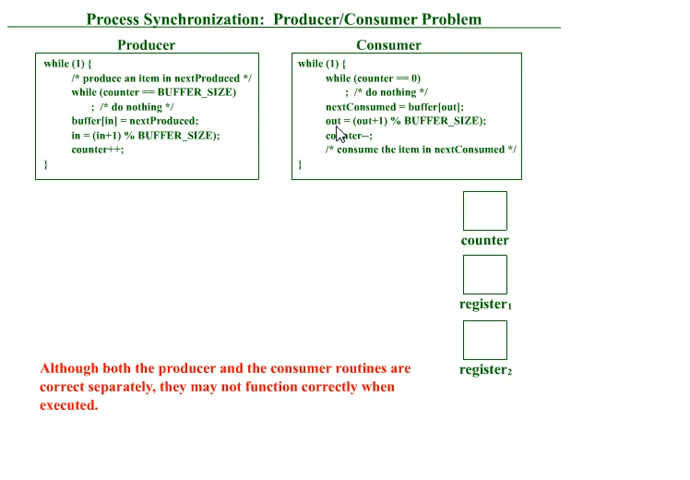 Process Synchronization: Producer/Consumer Problem
Producer
while (1) {
/* produce an item in nextProduced */
while (counter == BUFFER_SIZE)
; /* do nothing */
buffer[in] = nextProduced;
in = (in+1) % BUFFER_SIZE);
counter++;
}
Consumer
while (1) {
while (counter == 0)
; /* do nothing */
nextConsumed = buffer[out];
out = (out+1) % BUFFER_SIZE);
counter--;
/* consume the item in nextConsumed */
}
counter
register1
register2
Although both the producer and the consumer routines are
correct separately, they may not function correctly when
executed.